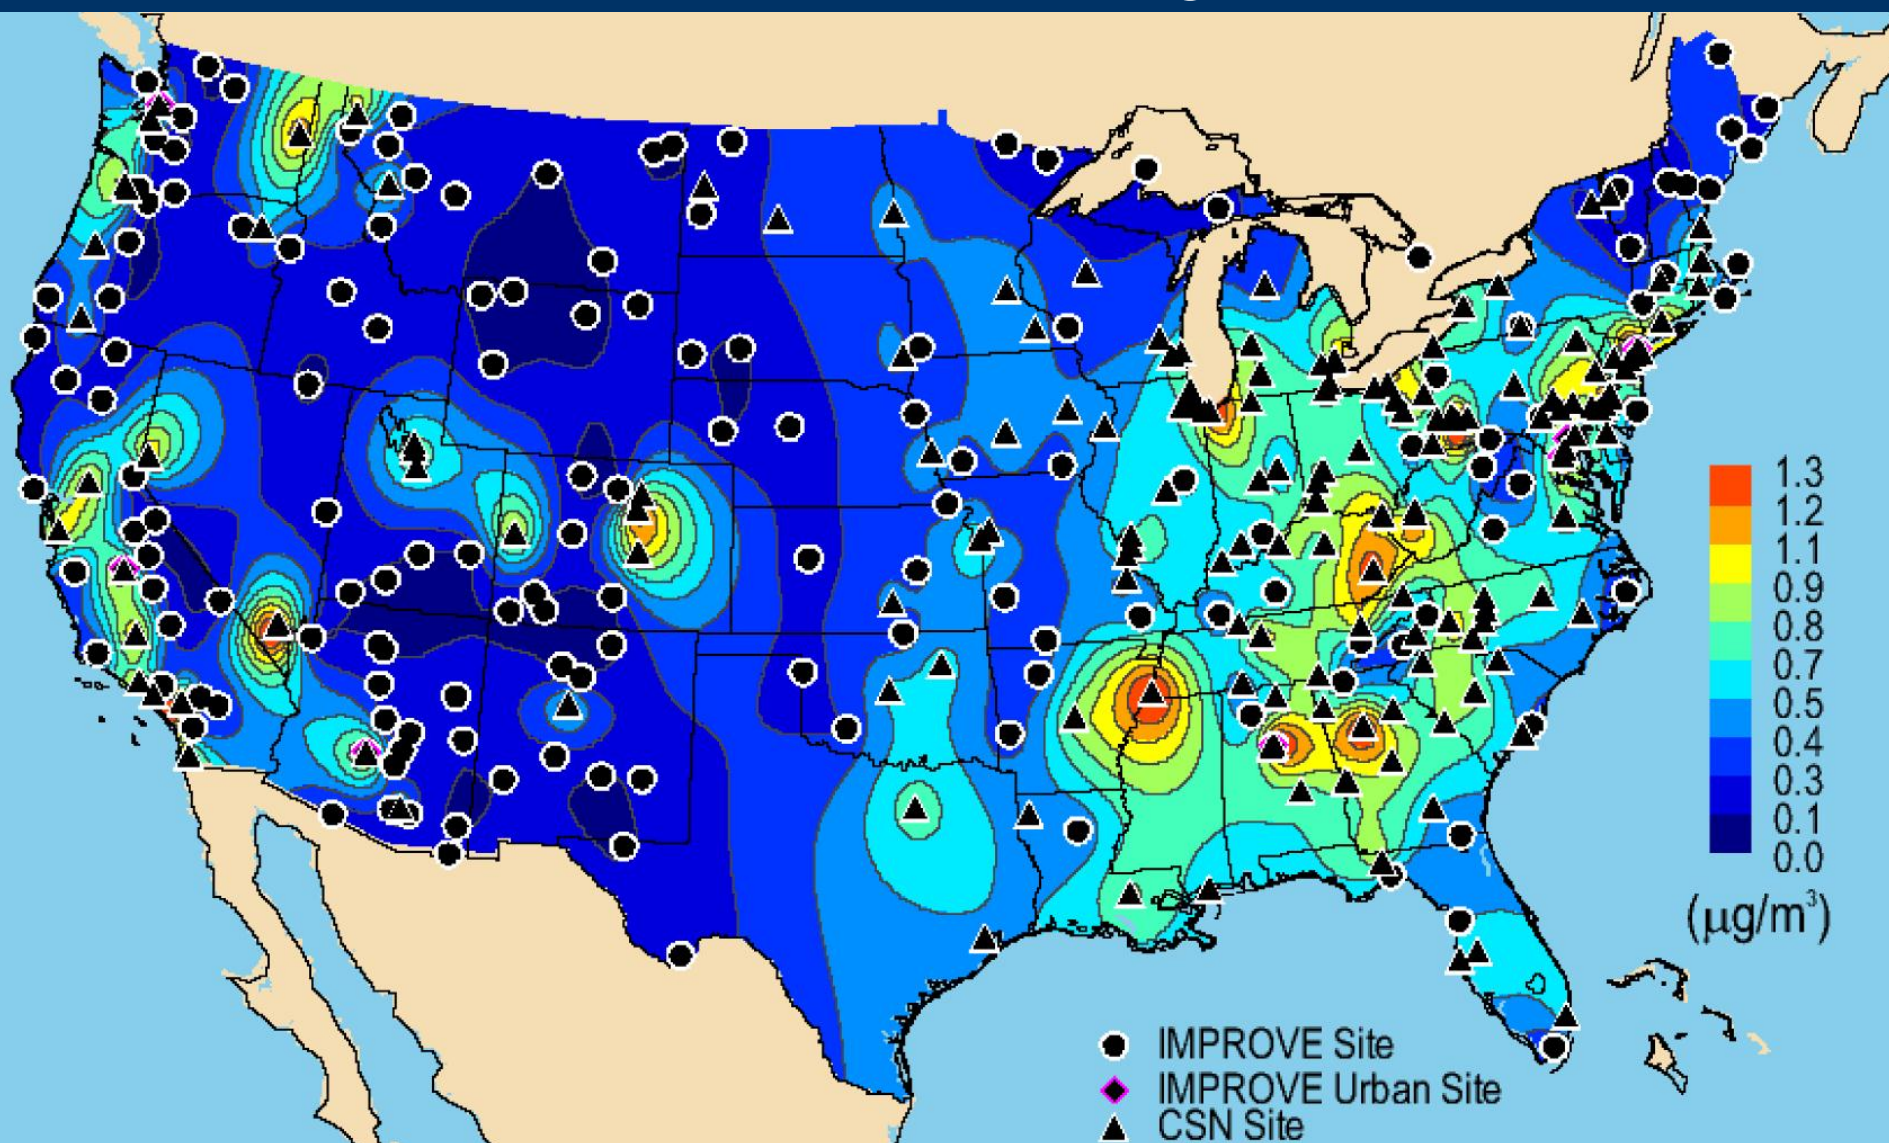 1.3
1.2
1.1
0.9
0.8
0.7
0.5
0.4
0.3
0.1
0.0
(μg/m³)
IMPROVE Site
IMPROVE Urban Site
CSN Site